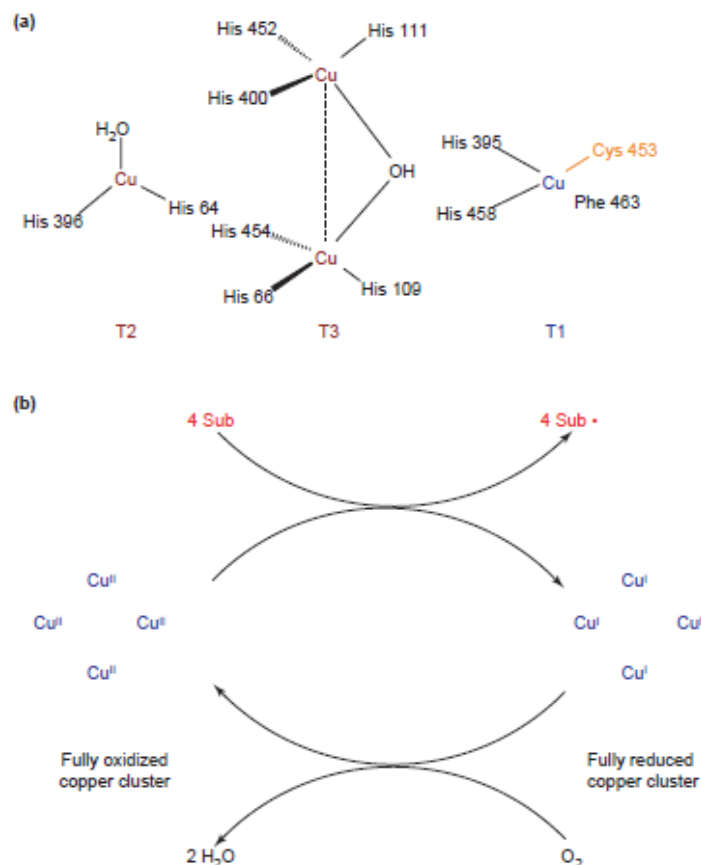 (a)
His 452
His 111
Cu
His 400
H₂O
OH
Cu
His 396
His 64
His 395
Cys 453
Cu
His 458
Phe 463
His 454
Cu
His 66
His 109
T2
T3
T1
(b)
4 Sub
4 Sub •
Cuᴵᴵ
Cuᴵᴵ
Cuᴵᴵ
Cuᴵᴵ
Cuᴵ
Cuᴵ
Cuᴵ
Cuᴵ
Fully oxidized
copper cluster
Fully reduced
copper cluster
2 H₂O
O₂